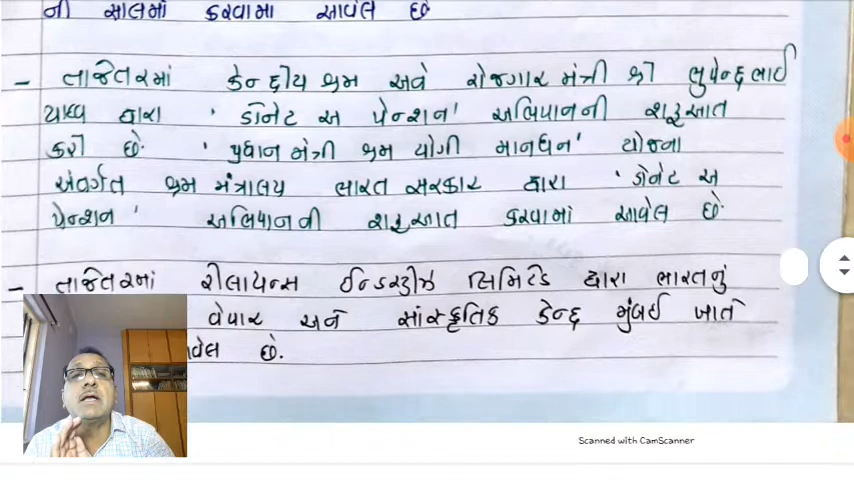 ની સાલમાં કરવામા આવેલ છે
- તાજેતરમાં કેન્દ્રીય શ્રમ અને રોજગાર મંત્રી શ્રી ભુપેન્દ્રભાઈ
યાદવ દ્વારા ' ડોનેટ અ પેન્શન' અભિયાનની શરૂઆત
કરી છે. ' પ્રધાન મંત્રી શ્રમ યોગી માનધન' યોજના
અંતર્ગત શ્રમ મંત્રાલય ભારત સરકાર દ્વારા ' ડોનેટ અ
પેન્શન ' અભિયાનની શરૂઆત કરવામાં આવેલ છે.
- તાજેતરમાં રીલાયન્સ ઈન્ડસ્ટ્રીઝ લિમિટેડ દ્વારા ભારતનું
વેપાર અને સાંસ્કૃતિક કેન્દ્ર મુંબઈ ખાતે
વેલ છે.
Scanned with CamScanner